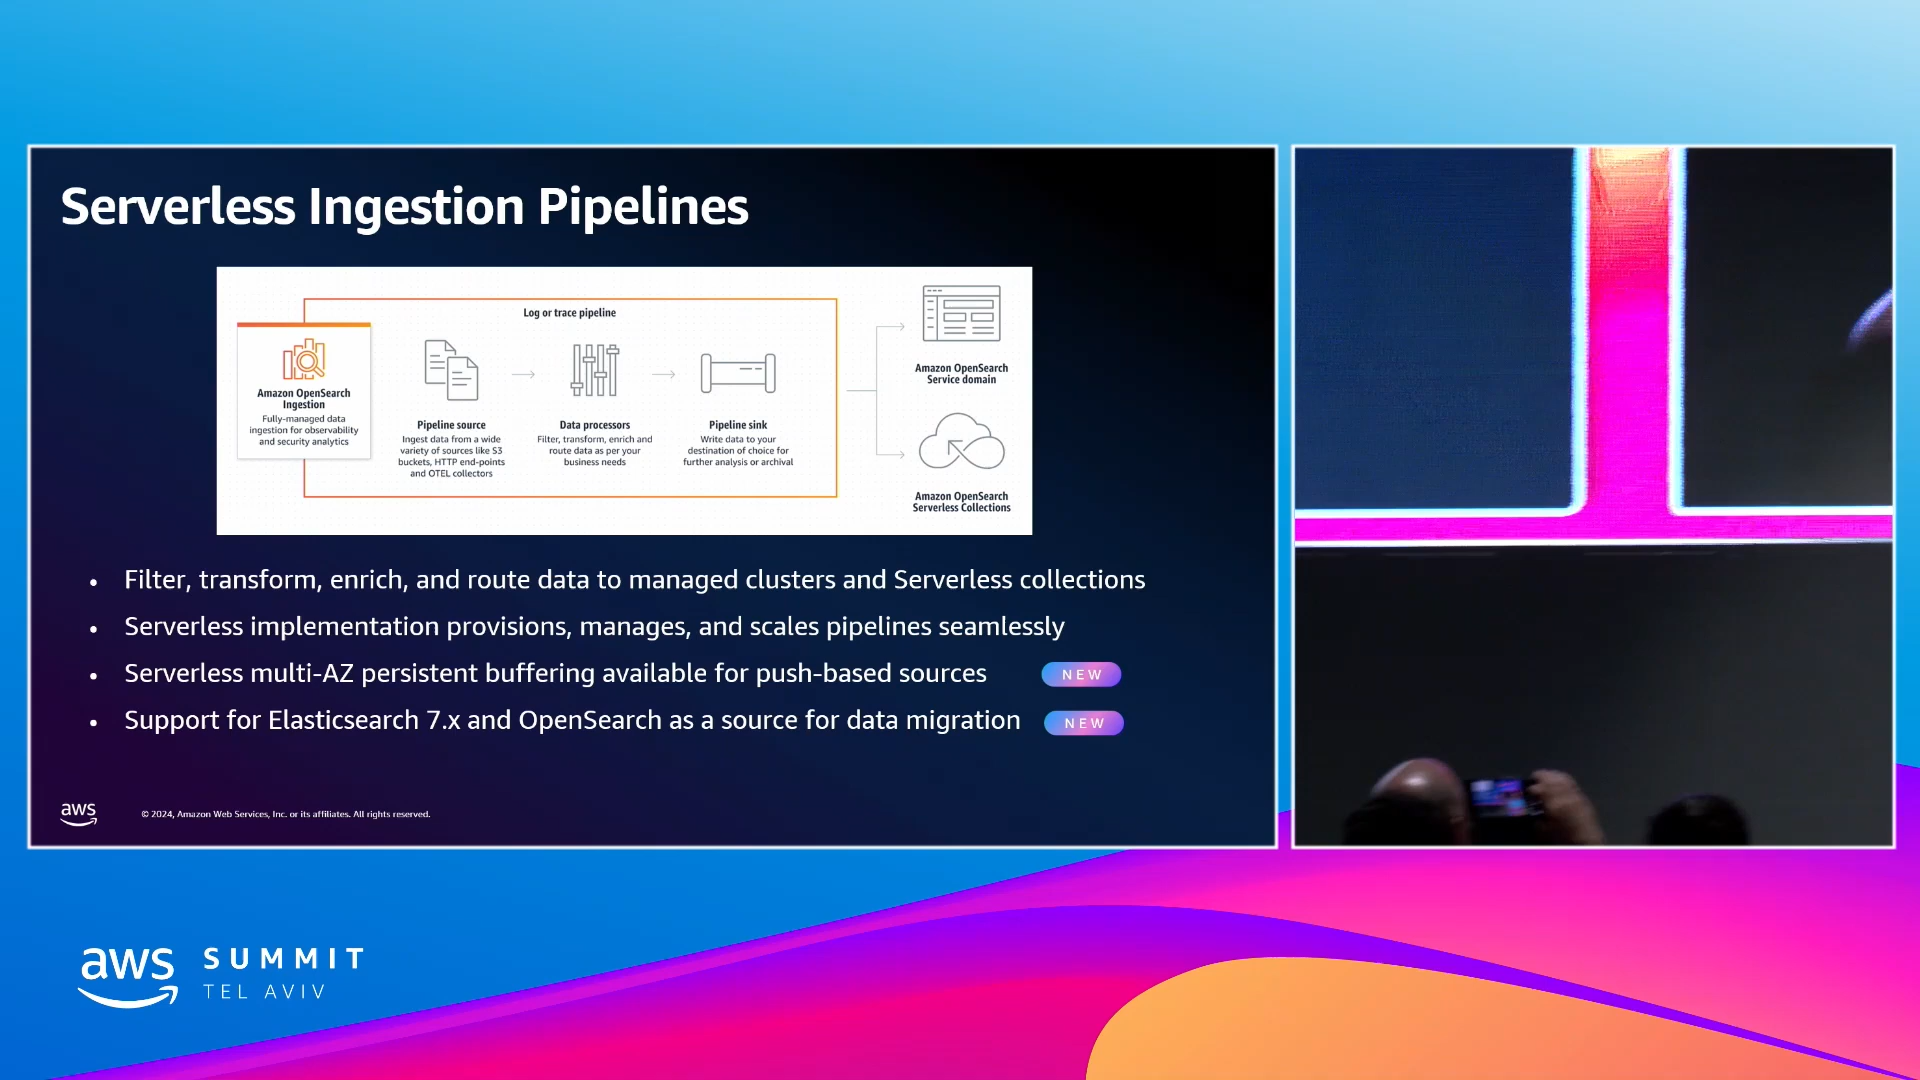 Serverless Ingestion Pipelines
Log or trace pipeline
Amazon OpenSearch
Ingestion
Fully-managed data
ingestion for observability
and security analytics
Pipeline source
Ingest data from a wide
variety of sources like S3
buckets, HTTP end-points
and OTEL collectors
Data processors
Filter, transform, enrich and
route data as per your
business needs
Pipeline sink
Write data to your
destination of choice for
further analysis or archival
Amazon OpenSearch
Service domain
Amazon OpenSearch
Serverless Collections
• Filter, transform, enrich, and route data to managed clusters and Serverless collections
• Serverless implementation provisions, manages, and scales pipelines seamlessly
• Serverless multi-AZ persistent buffering available for push-based sources NEW
• Support for Elasticsearch 7.x and OpenSearch as a source for data migration NEW
aws
© 2024, Amazon Web Services, Inc. or its affiliates. All rights reserved.
aws SUMMIT
TEL AVIV